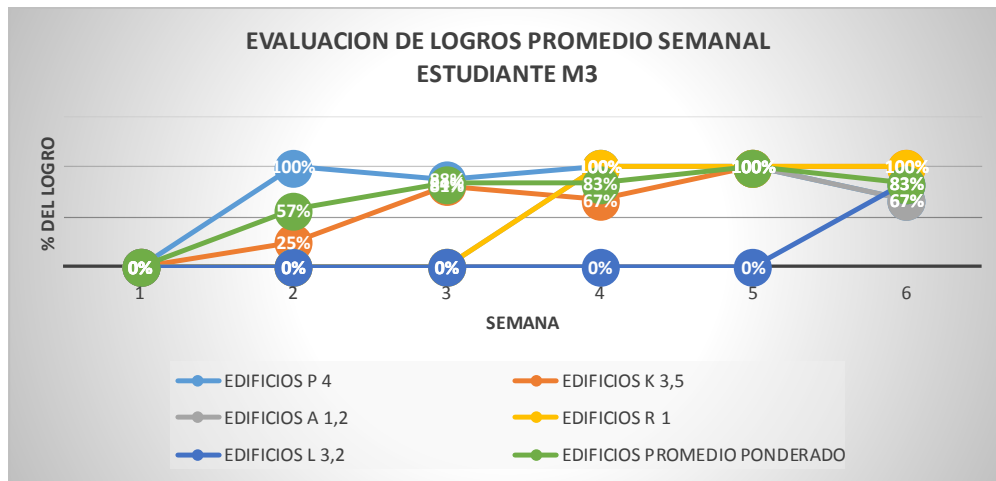 EVALUACION DE LOGROS PROMEDIO SEMANAL
ESTUDIANTE M3
% DEL LOGRO
100% 88% 100% 100% 100%
57% 83% 83%
25% 67% 67%
0% 0% 0% 0% 0%
1 2 3 4 5 6
SEMANA
EDIFICIOS P 4 EDIFICIOS K 3,5
EDIFICIOS A 1,2 EDIFICIOS R 1
EDIFICIOS L 3,2 EDIFICIOS PROMEDIO PONDERADO